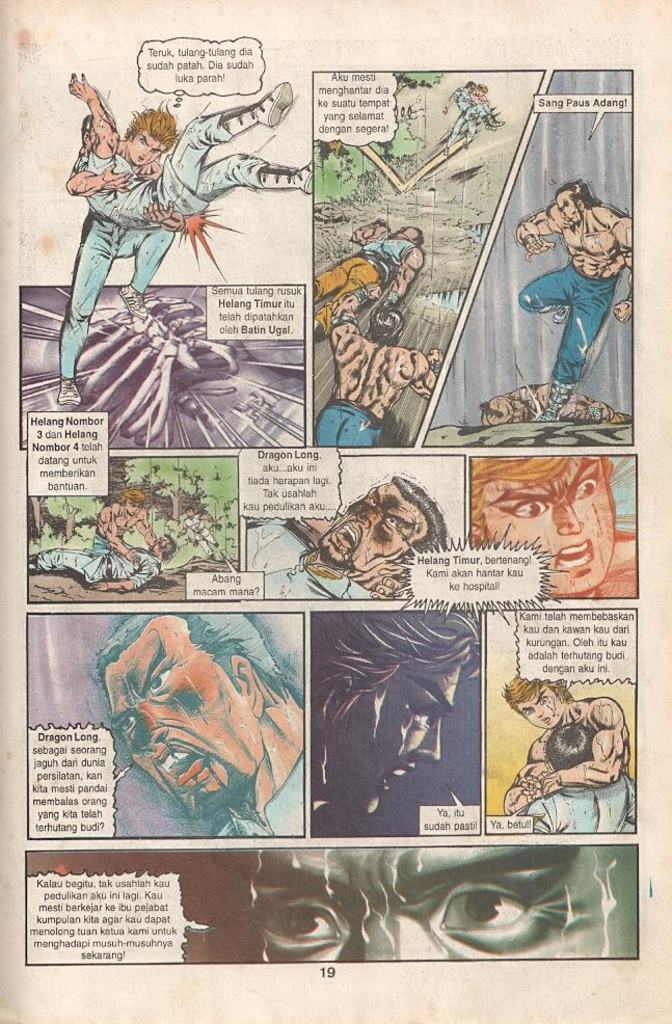 Teruk, tulang-tulang dia
sudah patah. Dia sudah
luka parah!
Semua tulang rusuk
Helang Timur itu
telah dipatahkan
oleh Batin Ugal.
Aku mesti
menghantar dia
ke suatu tempat
yang selamat
dengan segera!
Sang Paus Adang!
Helang Nombor
3 dan Helang
Nombor 4 telah
datang untuk
memberikan
bantuan.
Abang
macam mana?
Dragon Long,
aku...aku ini
tiada harapan lagi.
Tak usahlah
kau pedulikan aku....
Helang Timur, bertenang!
Kami akan hantar kau
ke hospital!
Dragon Long,
sebagai seorang
jaguh dari dunia
persilatan, kan
kita mesti pandai
membalas orang
yang kita telah
terhutang budi?
Ya, itu
sudah pasti!
Kami telah membebaskan
kau dan kawan kau dari
kurungan. Oleh itu kau
adalah terhutang budi
dengan aku ini.
Ya, betul!
Kalau begitu, tak usahlah kau
pedulikan aku ini lagi. Kau
mesti berkejar ke ibu pejabat
kumpulan kita agar kau dapat
menolong tuan ketua kami untuk
menghadapi musuh-musuhnya
sekarang!
19